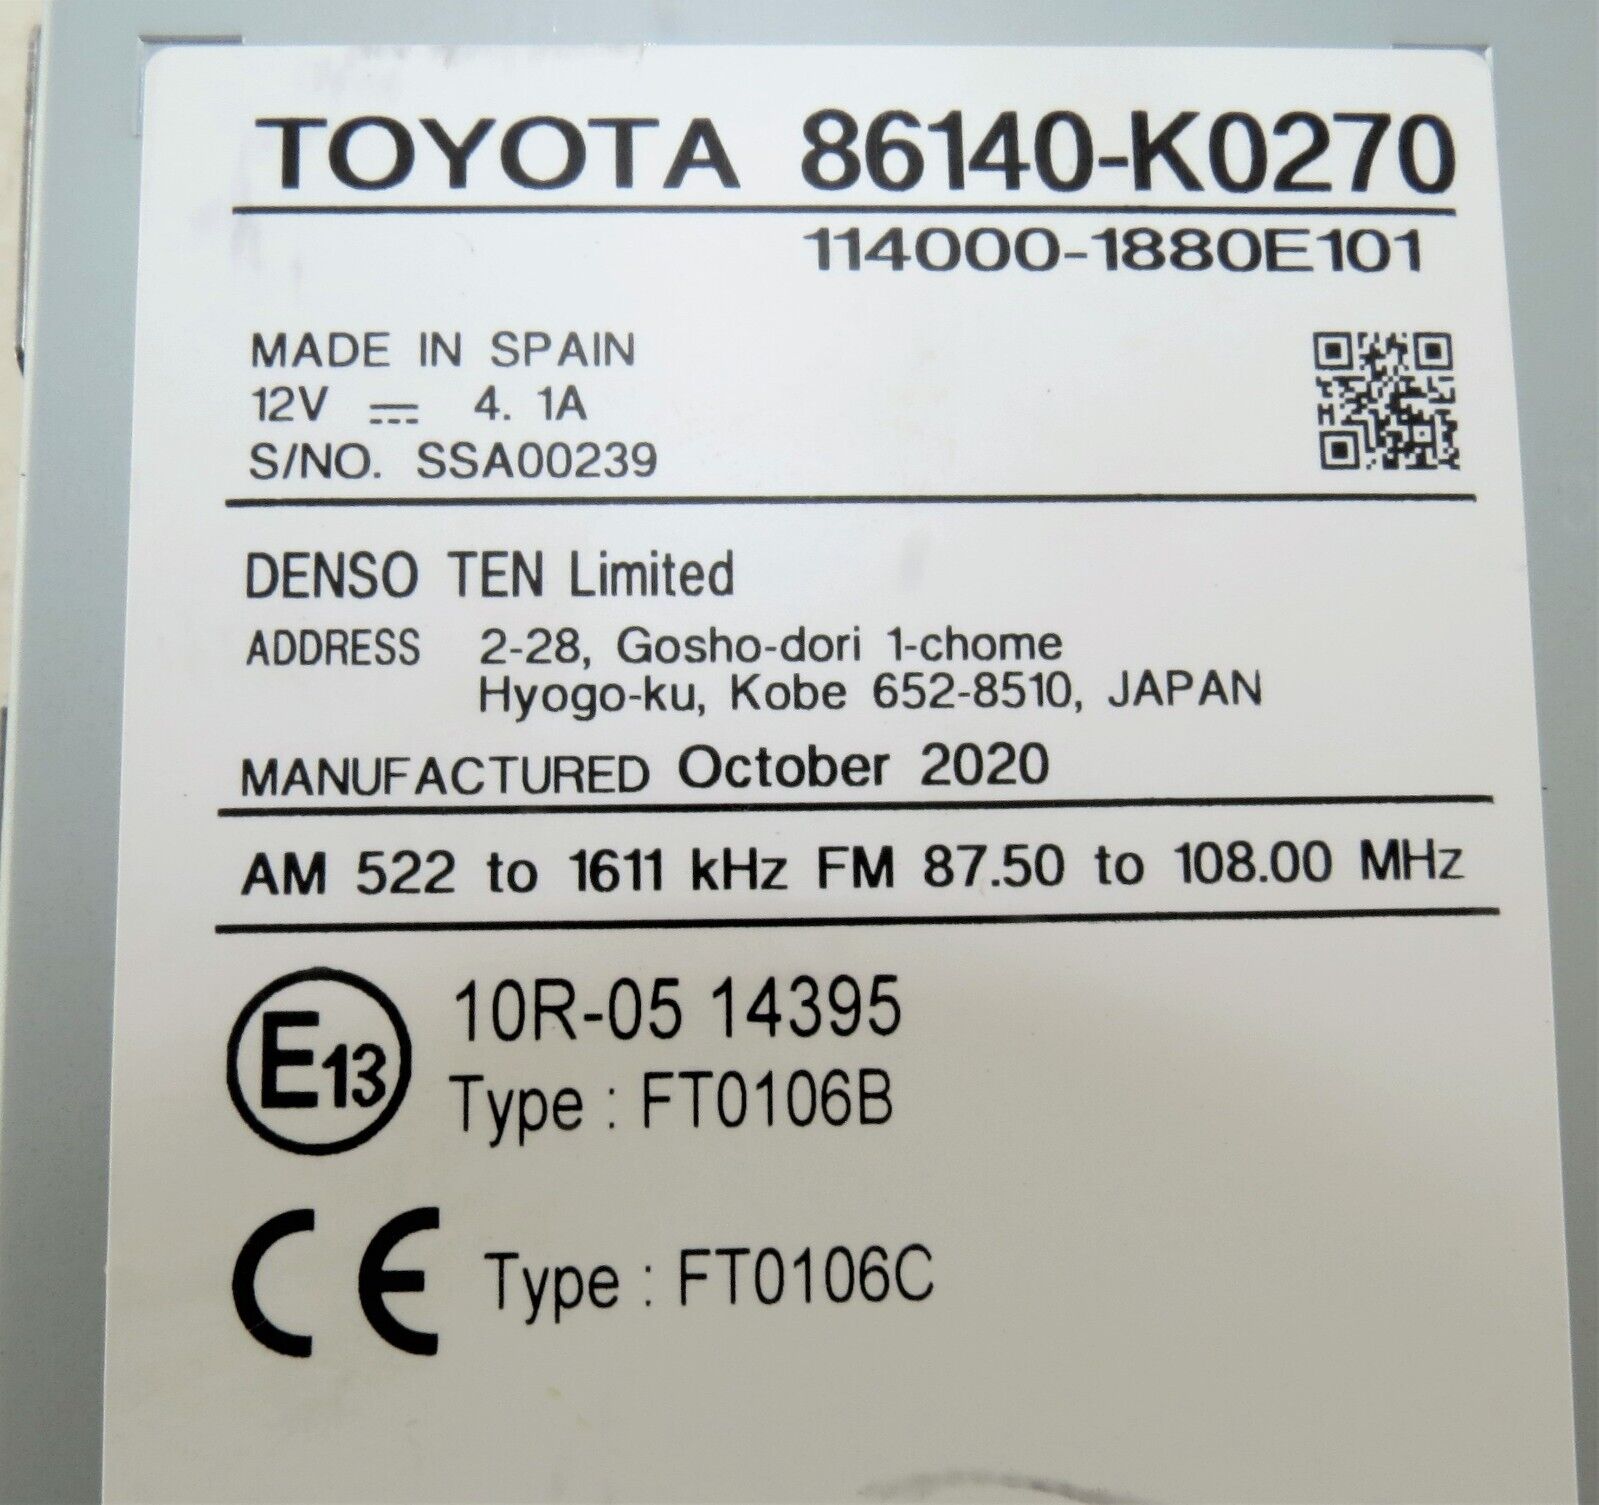 TOYOTA 86140-K0270
114000-1880E101
MADE IN SPAIN
12V ⎓ 4. 1A
S/NO. SSA00239
DENSO TEN Limited
ADDRESS 2-28, Gosho-dori 1-chome
Hyogo-ku, Kobe 652-8510, JAPAN
MANUFACTURED October 2020
AM 522 to 1611 kHz FM 87.50 to 108.00 MHz
E13 10R-05 14395
Type : FT0106B
CE Type : FT0106C